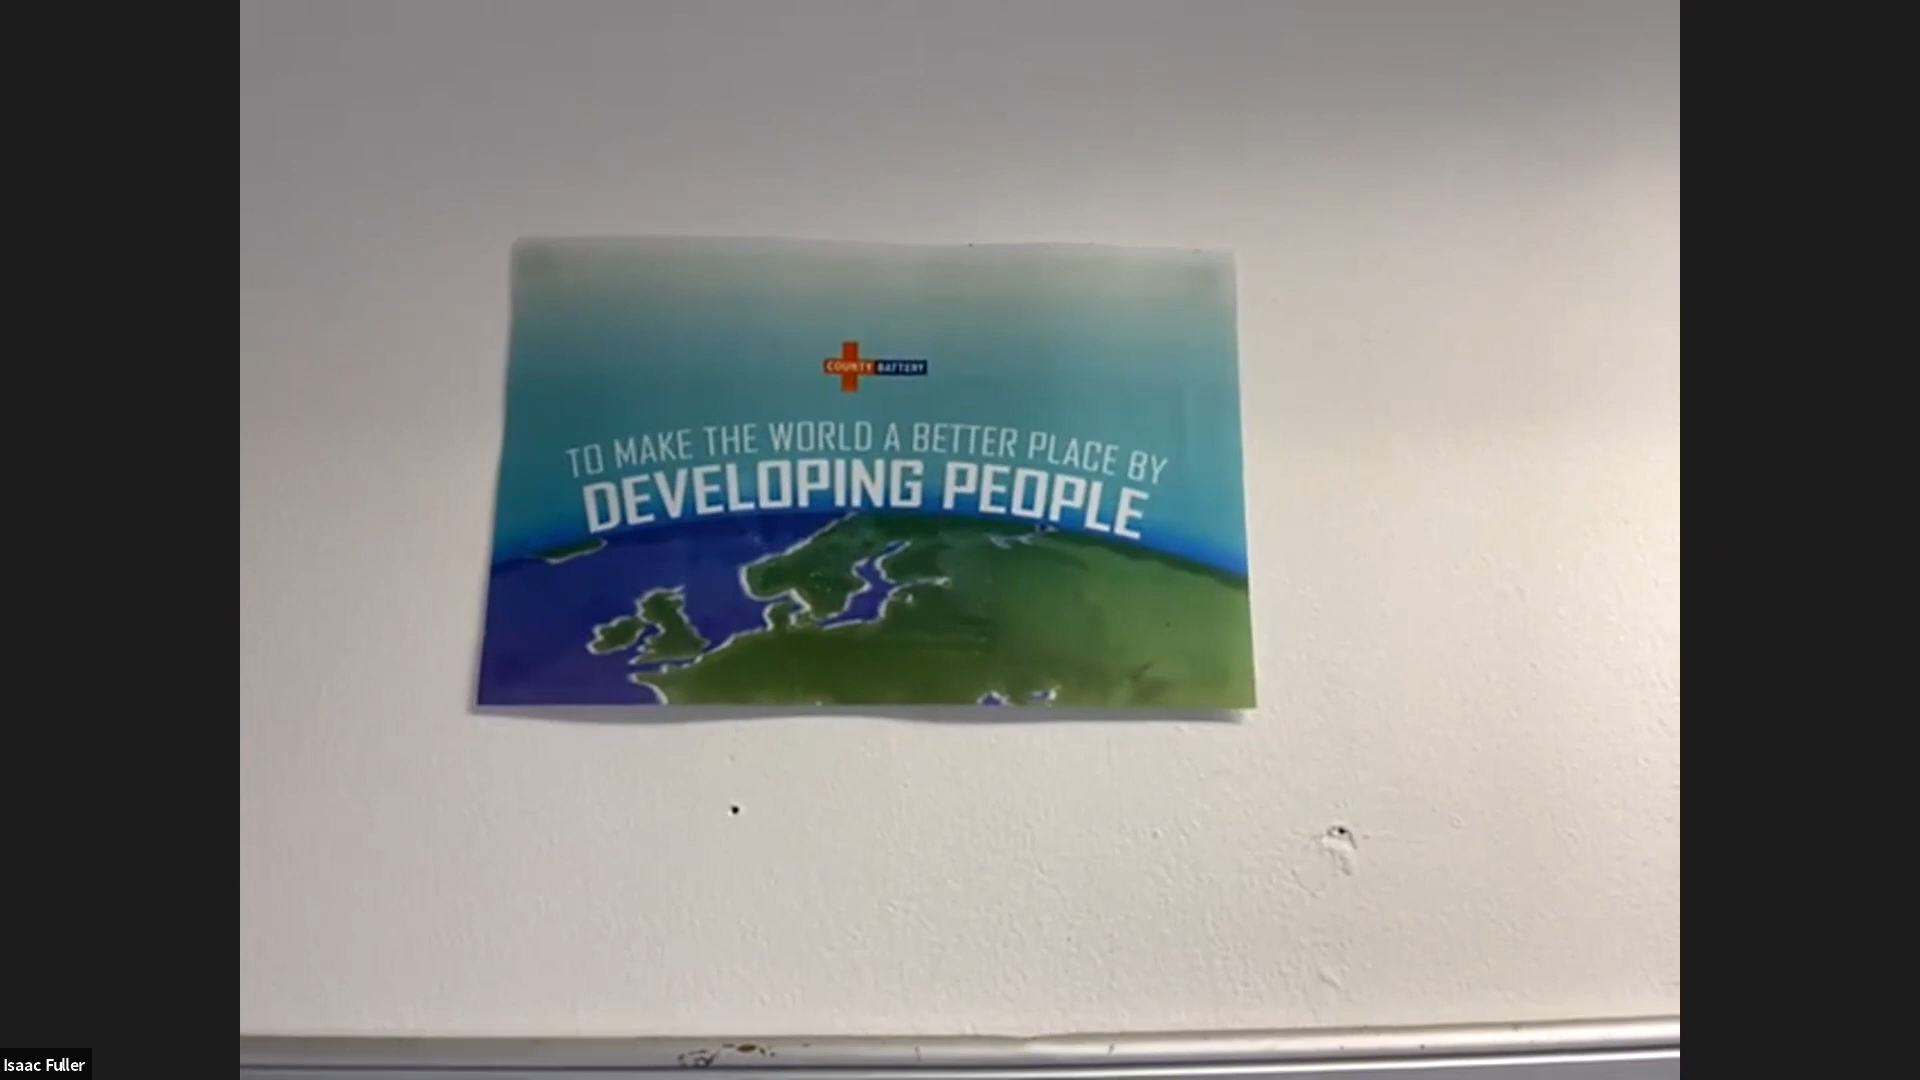 COUNTY BATTERY
TO MAKE THE WORLD A BETTER PLACE BY
DEVELOPING PEOPLE
Isaac Fuller